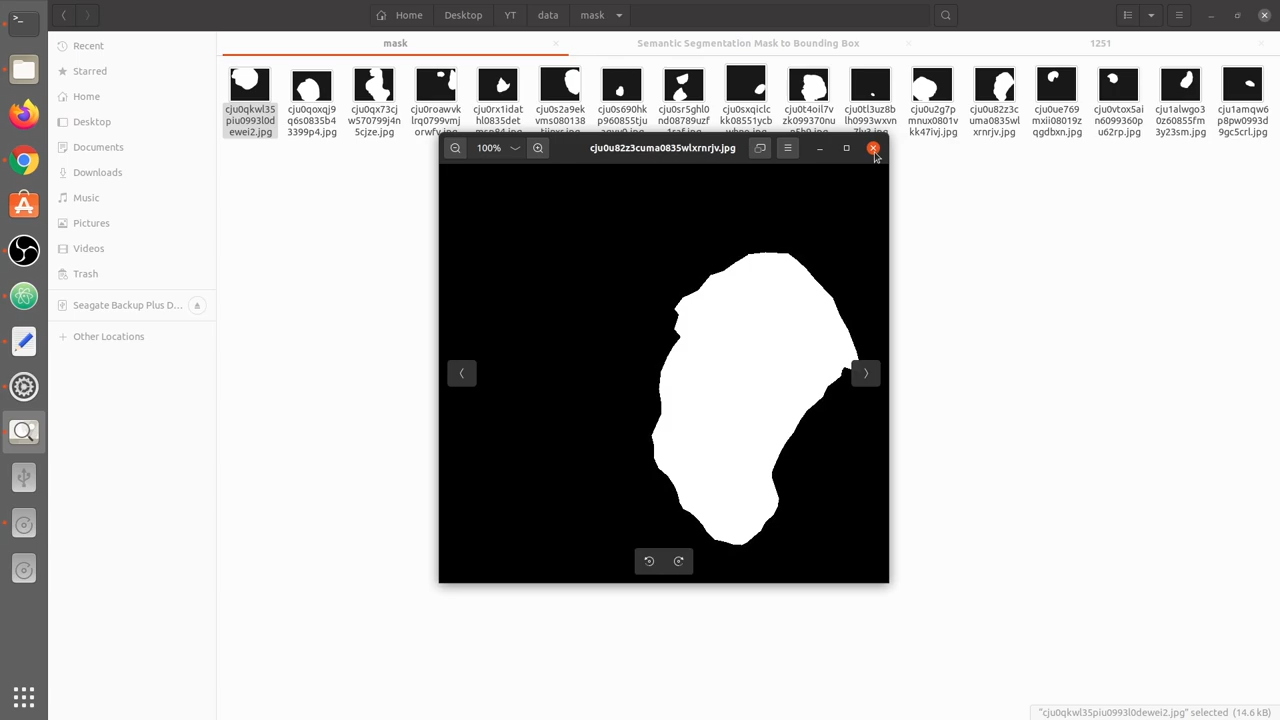 Home Desktop YT data mask
mask
Semantic Segmentation Mask to Bounding Box
1251
Recent
Starred
Home
Desktop
Documents
Downloads
Music
Pictures
Videos
Trash
Seagate Backup Plus D...
Other Locations
cju0qkwl35
piu0993l0d
ewei2.jpg
cju0qoxqj9
q6s0835b4
3399p4.jpg
cju0qx73cj
w570799j4n
5cjze.jpg
cju0roawvk
lrq0799vmj
orwfv.jpg
cju0rx1idat
hl0835det
cju0s2a9ek
vms080138
cju0s690hk
p960855tju
cju0sr5ghl0
nd08789uzf
cju0sxqiclc
kk08551ycb
cju0t4oil7v
zk099370nu
cju0tl3uz8b
lh0993wxvn
cju0u2g7p
mnux0801v
kk47ivj.jpg
cju0u82z3c
uma0835wl
xrnrjv.jpg
cju0ue769
mxii08019z
qgdbxn.jpg
cju0vtox5ai
n6099360p
u62rp.jpg
cju1alwgo3
0z60855fm
3y23sm.jpg
cju1amqw6
p8pw0993d
9gc5crl.jpg
100%
cju0u82z3cuma0835wlxrnrjv.jpg
"cju0qkwl35piu0993l0dewei2.jpg" selected (14.6 kB)